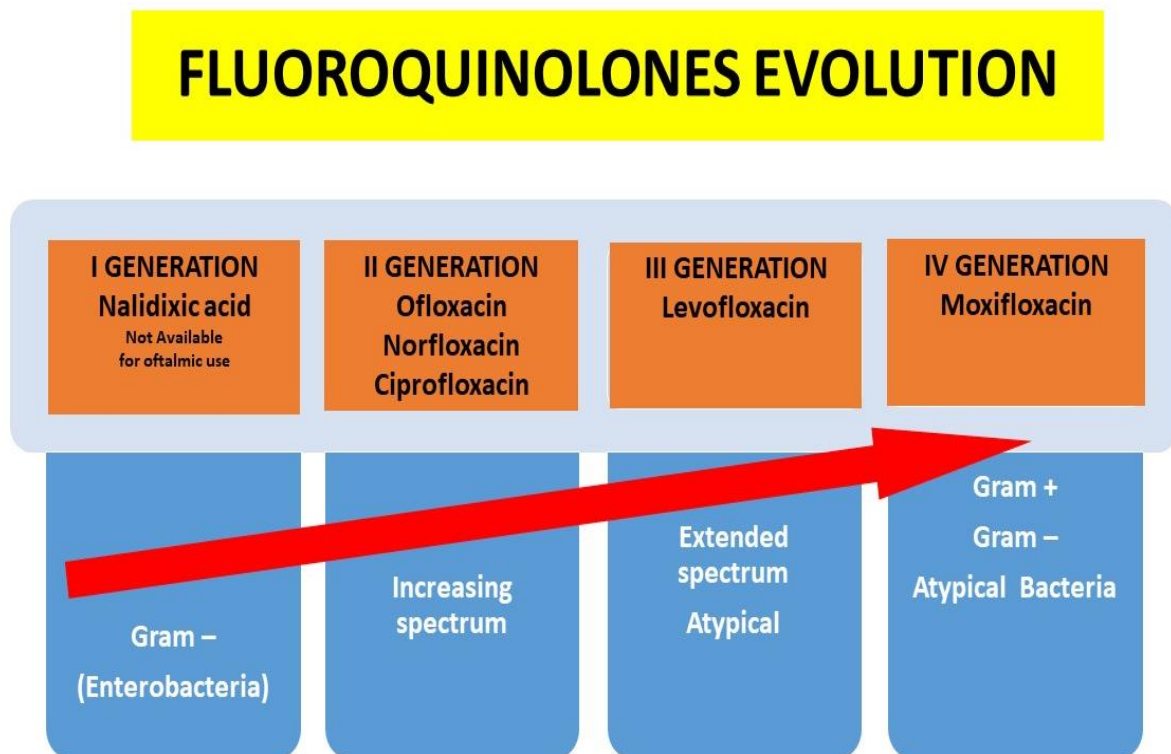 FLUOROQUINOLONES EVOLUTION
I GENERATION
Nalidixic acid
Not Available
for oftalmic use
II GENERATION
Ofloxacin
Norfloxacin
Ciprofloxacin
III GENERATION
Levofloxacin
IV GENERATION
Moxifloxacin
Gram –
(Enterobacteria)
Increasing
spectrum
Extended
spectrum
Atypical
Gram +
Gram –
Atypical Bacteria